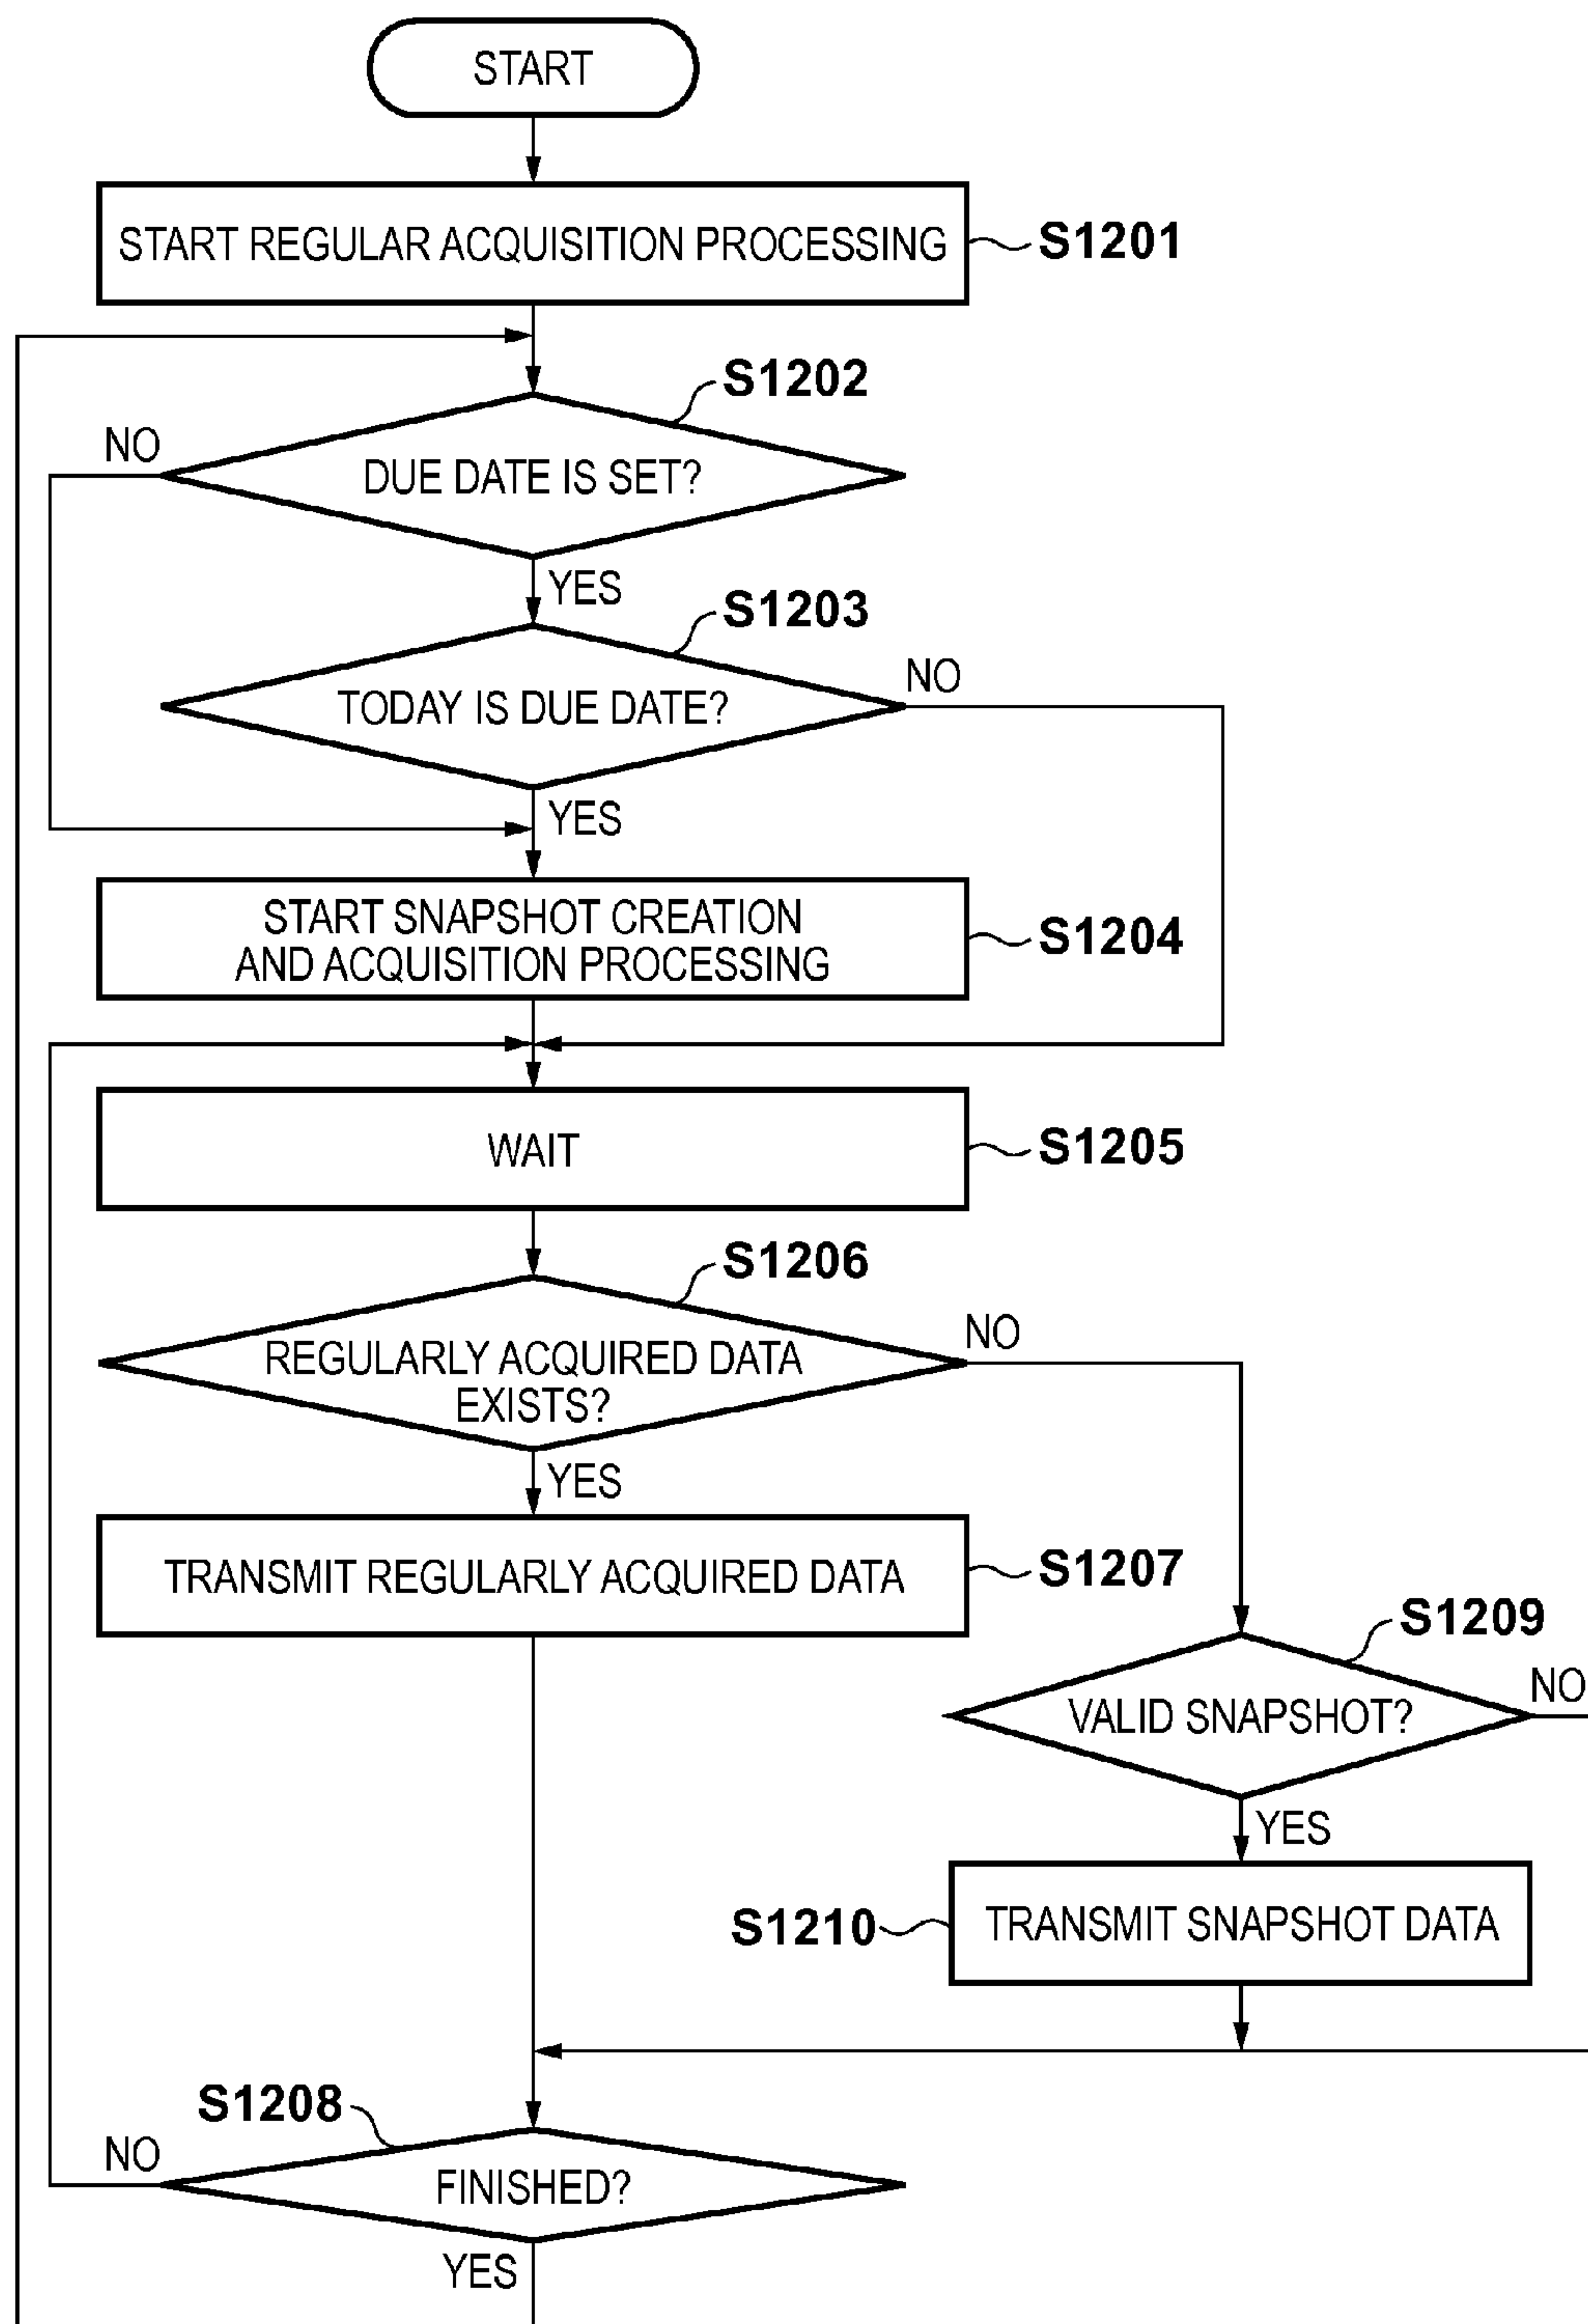 START
START REGULAR ACQUISITION PROCESSING
S1201
S1202
NO
DUE DATE IS SET?
YES
S1203
NO
TODAY IS DUE DATE?
YES
START SNAPSHOT CREATION
AND ACQUISITION PROCESSING
S1204
WAIT
S1205
S1206
NO
REGULARLY ACQUIRED DATA
EXISTS?
YES
TRANSMIT REGULARLY ACQUIRED DATA
S1207
S1209
NO
VALID SNAPSHOT?
YES
S1210
TRANSMIT SNAPSHOT DATA
S1208
NO
FINISHED?
YES